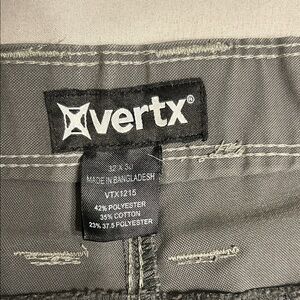 vertx®
32 X 30
MADE IN BANGLADESH
VTX1215
42% POLYESTER
35% COTTON
23% 37.5 POLYESTER